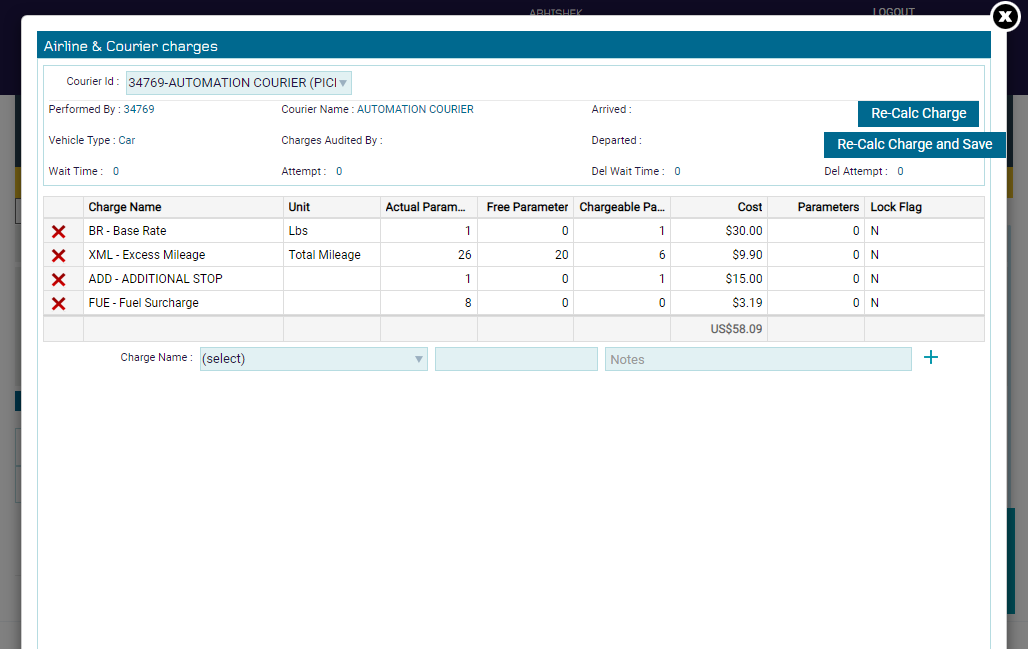 ABHISHEK LOGOUT
Airline & Courier charges
Courier Id : 34769-AUTOMATION COURIER (PIC
Performed By : 34769 Courier Name : AUTOMATION COURIER Arrived : Re-Calc Charge
Vehicle Type : Car Charges Audited By : Departed : Re-Calc Charge and Save
Wait Time : 0 Attempt : 0 Del Wait Time : 0 Del Attempt : 0
Charge Name Unit Actual Param... Free Parameter Chargeable Pa... Cost Parameters Lock Flag
BR - Base Rate Lbs 1 0 1 $30.00 0 N
XML - Excess Mileage Total Mileage 26 20 6 $9.90 0 N
ADD - ADDITIONAL STOP 1 0 1 $15.00 0 N
FUE - Fuel Surcharge 8 0 0 $3.19 0 N
US$58.09
Charge Name : (select) Notes